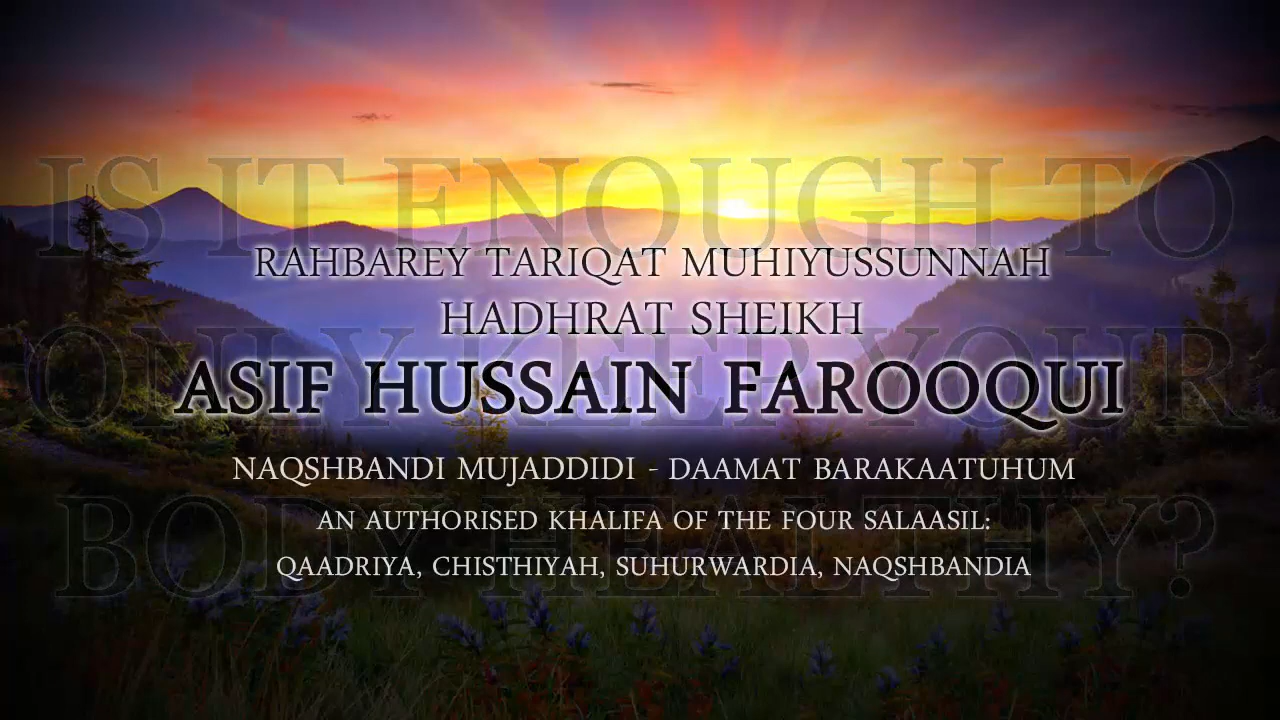 IS IT ENOUGH TO
RAHBAREY TARIQAT MUHIYUSSUNNAH
HADHRAT SHEIKH
ONLY KEEP YOUR
ASIF HUSSAIN FAROOQUI
NAQSHBANDI MUJADDIDI - DAAMAT BARAKAATUHUM
AN AUTHORISED KHALIFA OF THE FOUR SALAASIL:
BODY HEALTHY?
QAADRIYA, CHISTHIYAH, SUHURWARDIA, NAQSHBANDIA